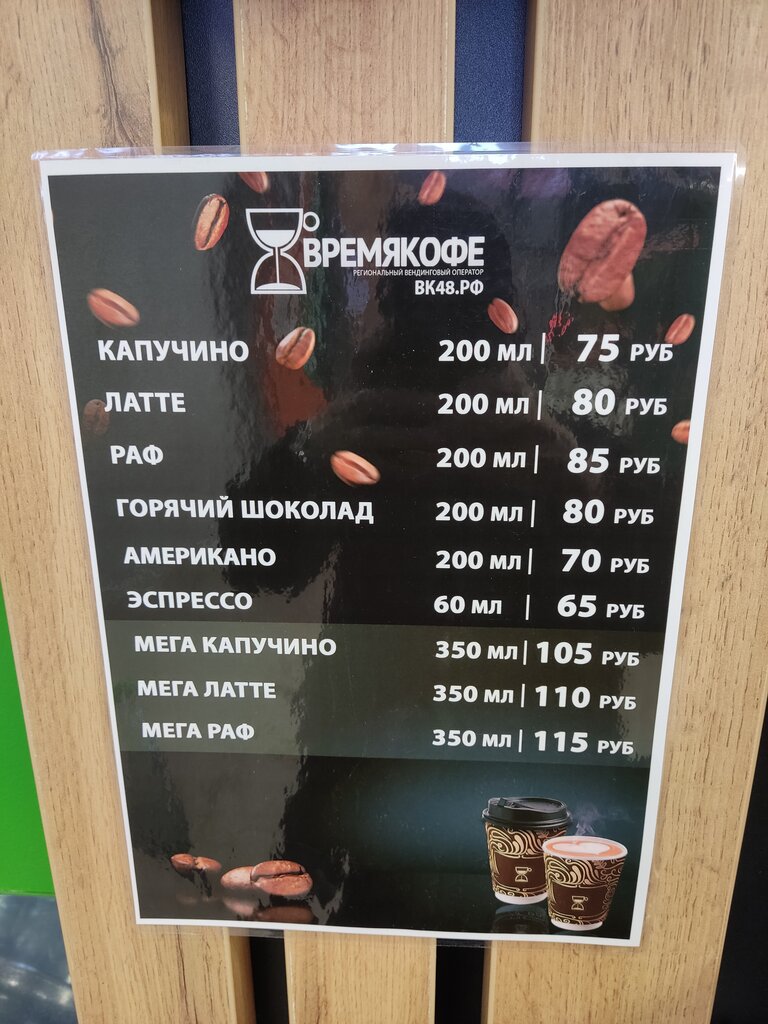 ВРЕМЯКОФЕ
РЕГИОНАЛЬНЫЙ ВЕНДИНГОВЫЙ ОПЕРАТОР
ВК48.РФ
КАПУЧИНО 200 МЛ | 75 РУБ
ЛАТТЕ 200 МЛ | 80 РУБ
РАФ 200 МЛ | 85 РУБ
ГОРЯЧИЙ ШОКОЛАД 200 МЛ | 80 РУБ
АМЕРИКАНО 200 МЛ | 70 РУБ
ЭСПРЕССО 60 МЛ | 65 РУБ
МЕГА КАПУЧИНО 350 МЛ | 105 РУБ
МЕГА ЛАТТЕ 350 МЛ | 110 РУБ
МЕГА РАФ 350 МЛ | 115 РУБ